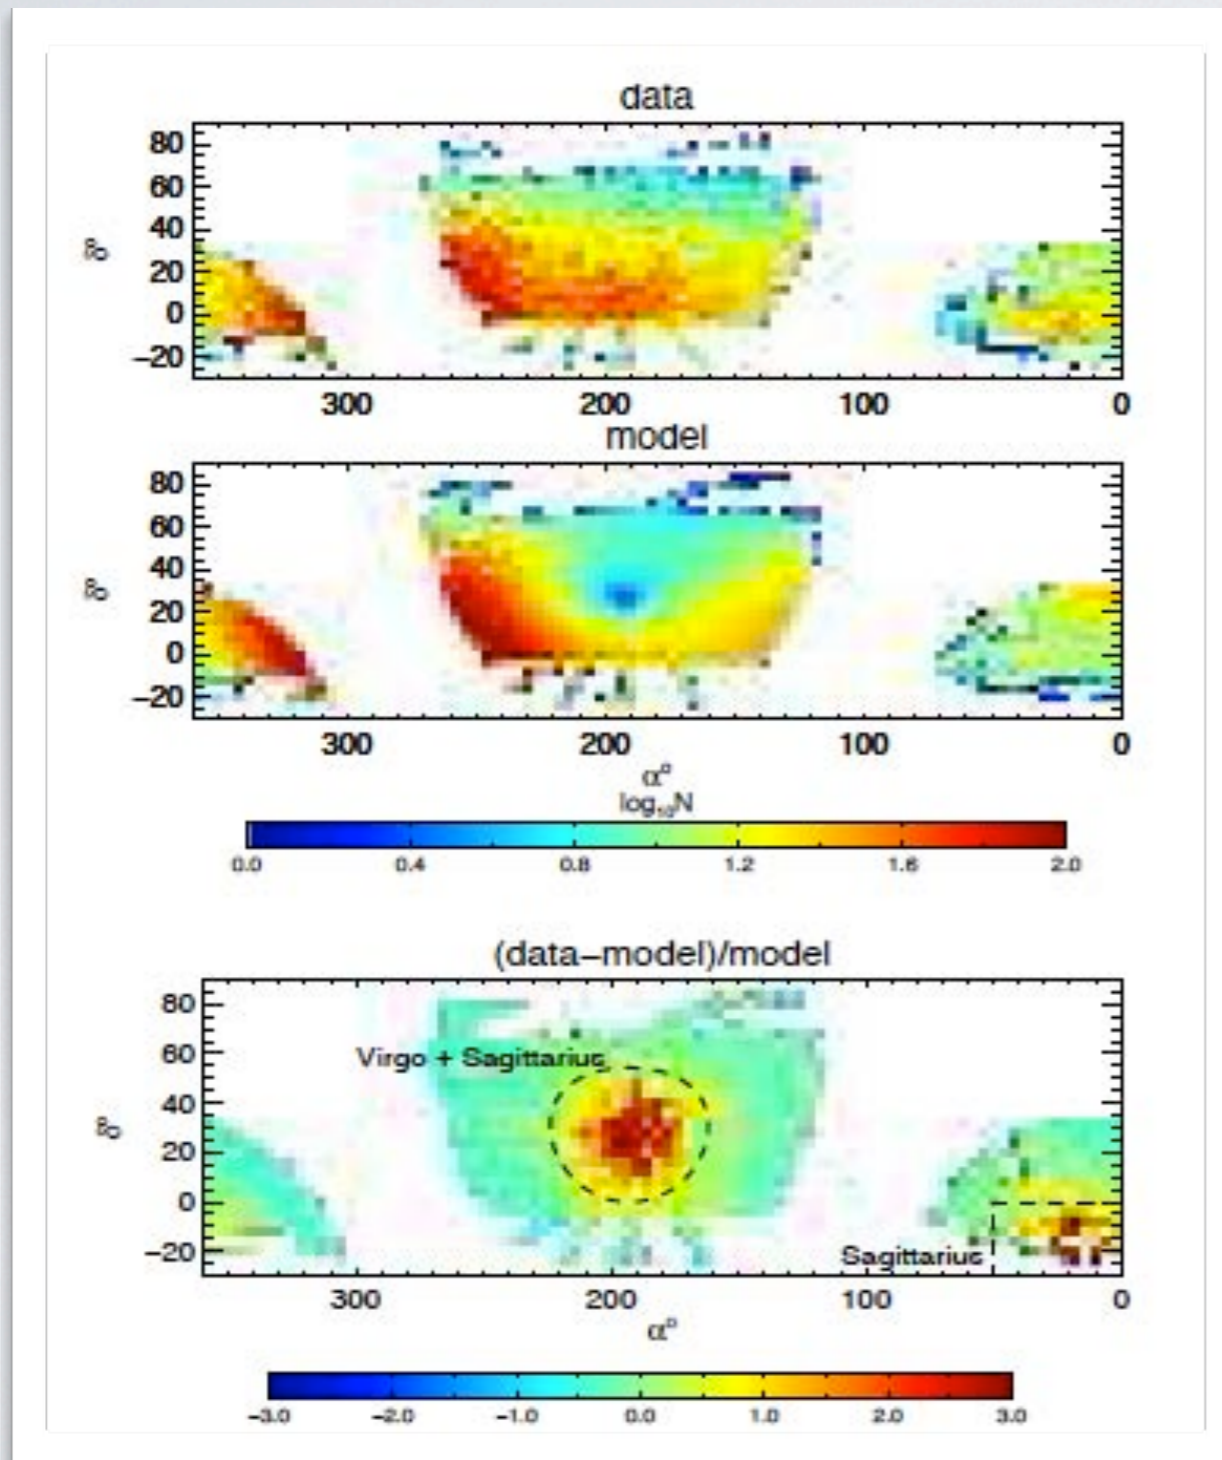 data
80
60
40
20
0
−20
δ°
300 200 100 0
model
80
60
40
20
0
−20
δ°
300 200 100 0
α°
log₁₀N
0.0 0.4 0.8 1.2 1.6 2.0
(data−model)/model
80
60
40
20
0
−20
δ°
Virgo + Sagittarius
Sagittarius
300 200 100 0
α°
−3.0 −2.0 −1.0 0.0 1.0 2.0 3.0